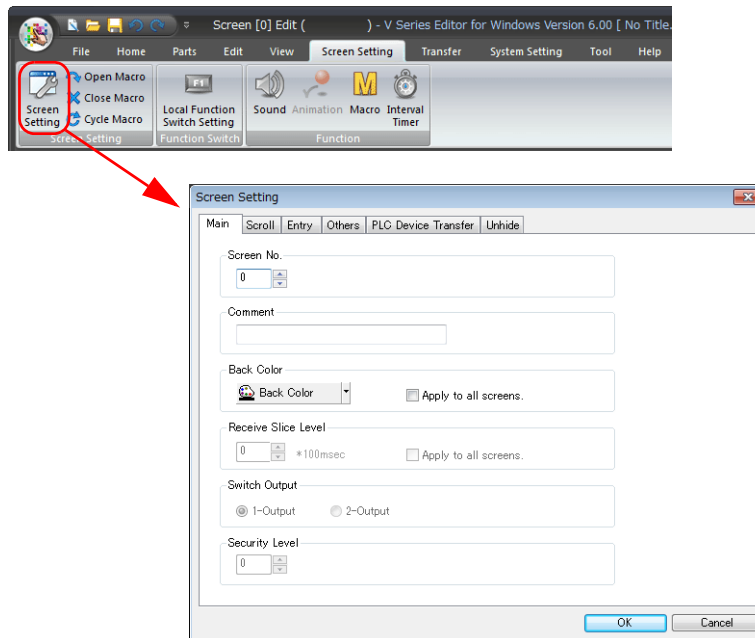 Screen [0] Edit ( ) - V Series Editor for Windows Version 6.00 [ No Title.
File Home Parts Edit View Screen Setting Transfer System Setting Tool Help
Screen Setting
Open Macro
Close Macro
Cycle Macro
Screen Setting
F1
Local Function Switch Setting
Function Switch
Sound Animation Macro Interval Timer
Function
Screen Setting
Main Scroll Entry Others PLC Device Transfer Unhide
Screen No.
0
Comment
Back Color
Back Color Apply to all screens.
Receive Slice Level
0 *100msec Apply to all screens.
Switch Output
1-Output 2-Output
Security Level
0
OK Cancel